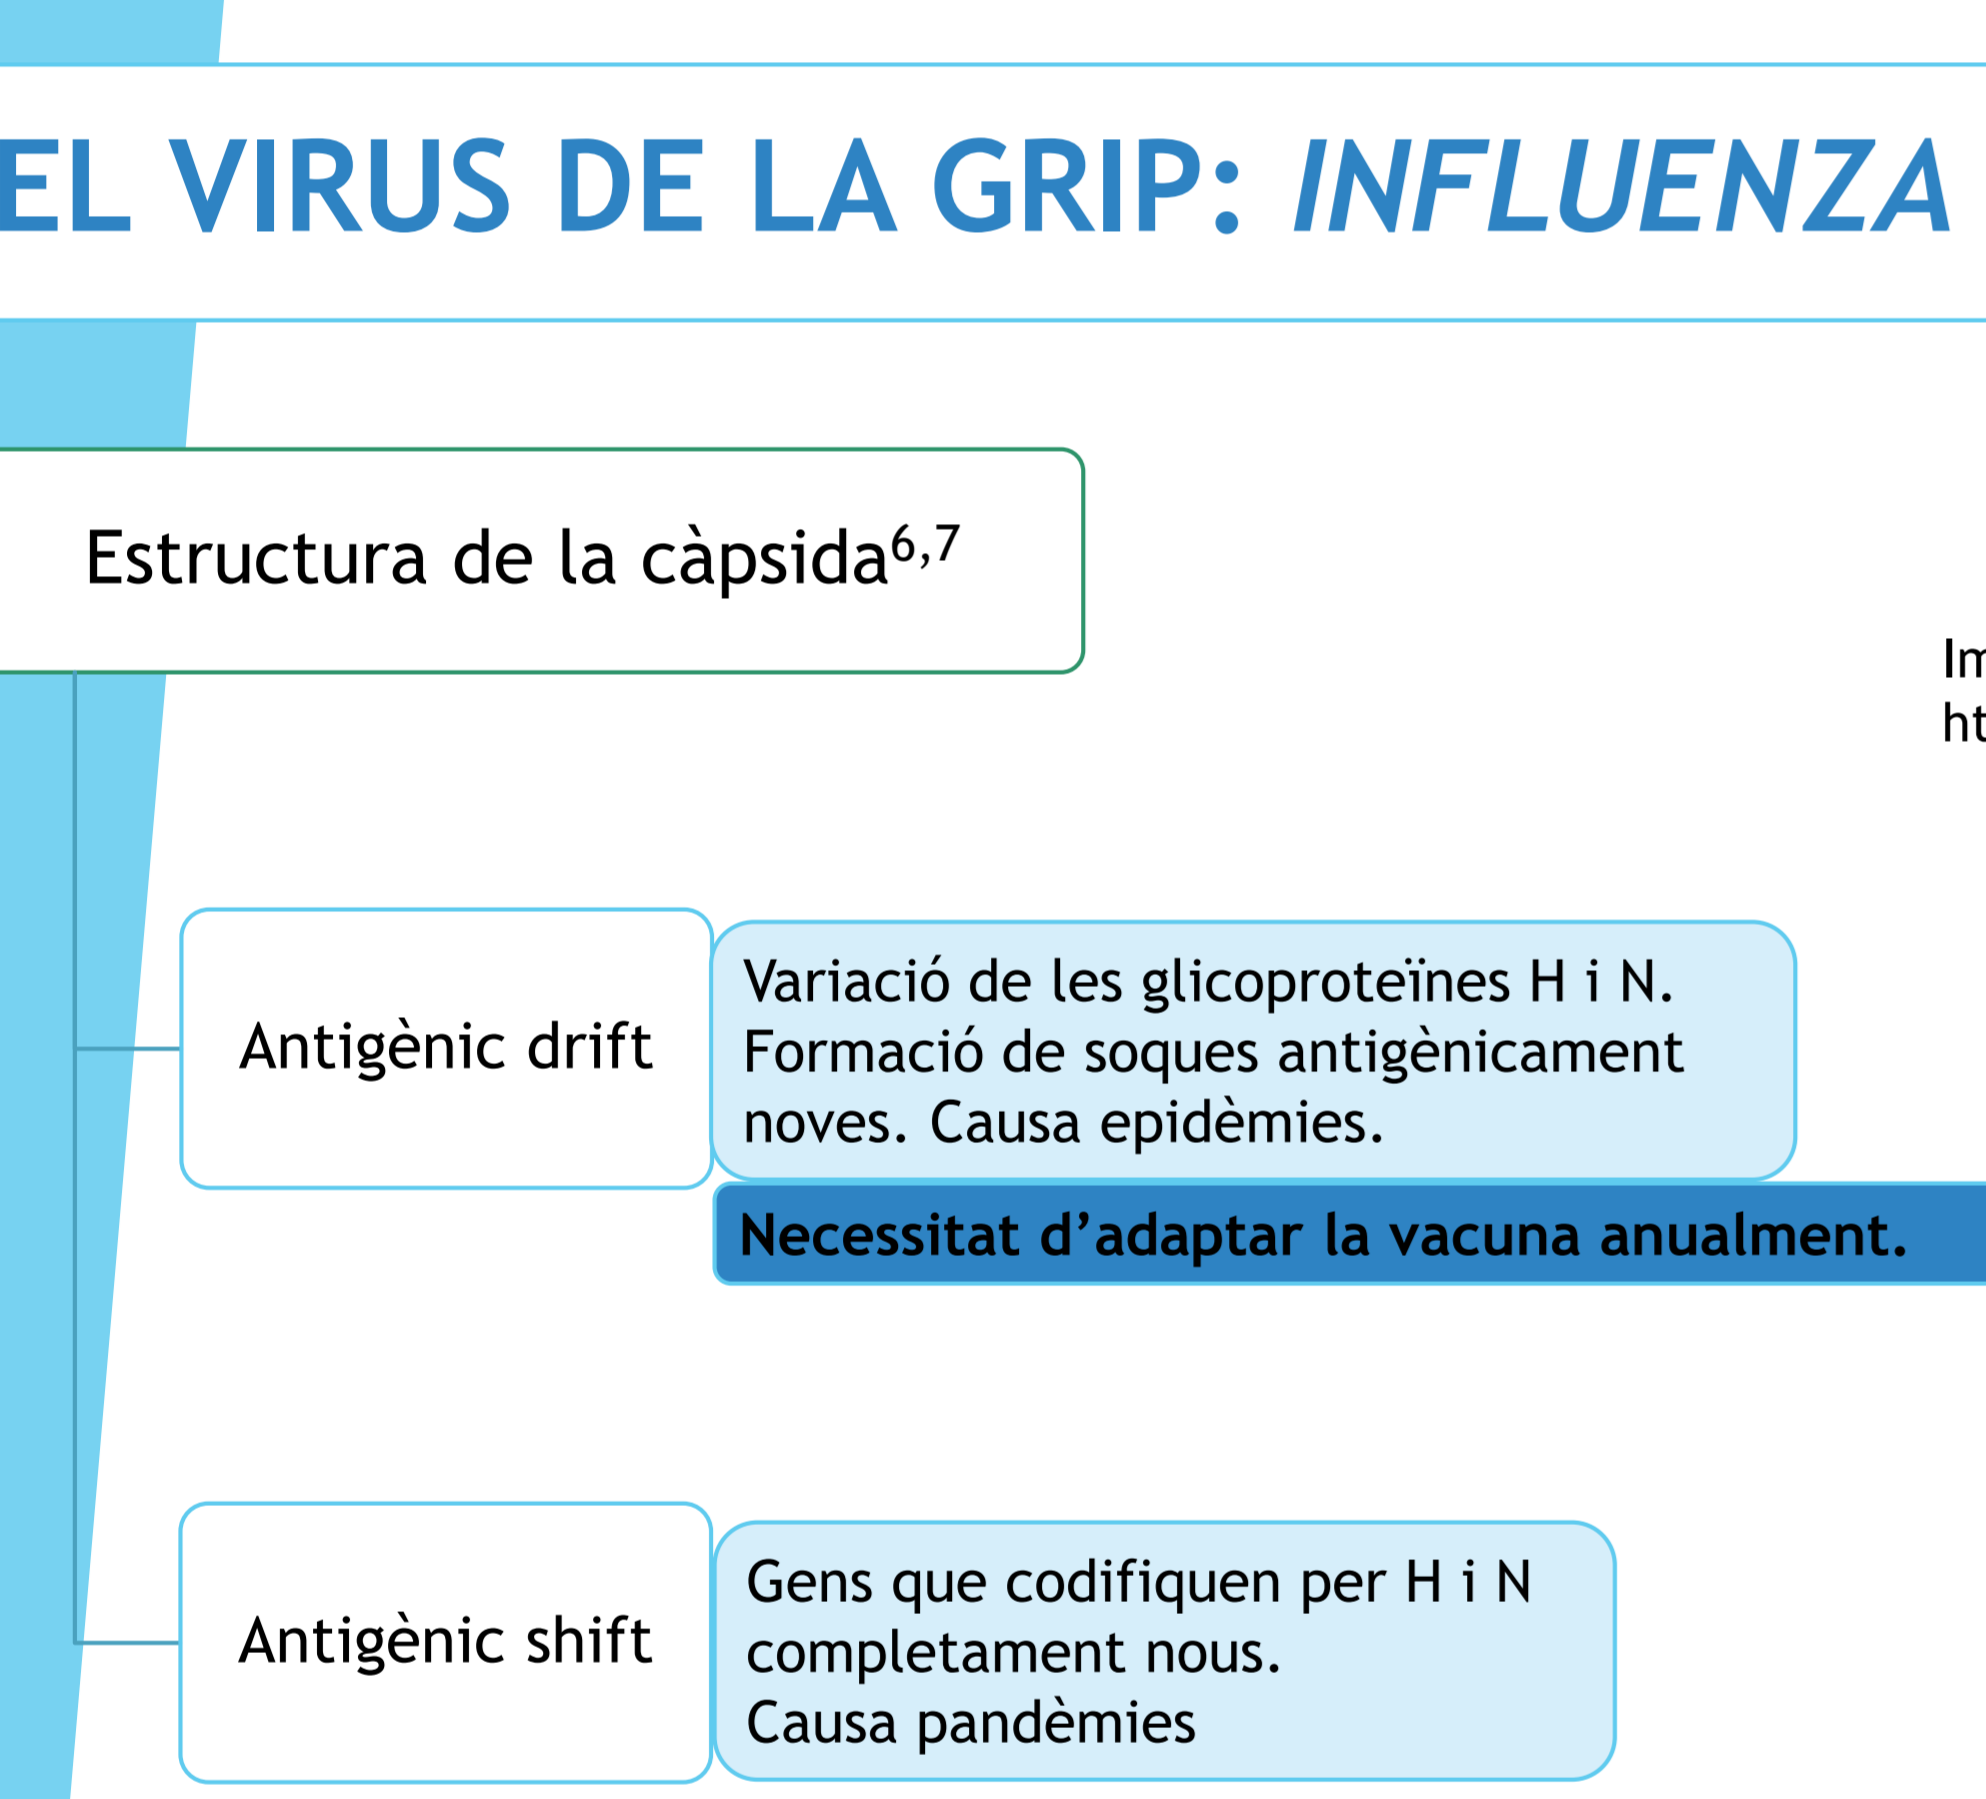 EL VIRUS DE LA GRIP: INFLUENZA
Estructura de la càpsida⁶,⁷
Antigènic drift
Variació de les glicoproteïnes H i N.
Formació de soques antigènicament
noves. Causa epidèmies.
Necessitat d’adaptar la vacuna anualment.
Antigènic shift
Gens que codifiquen per H i N
completament nous.
Causa pandèmies